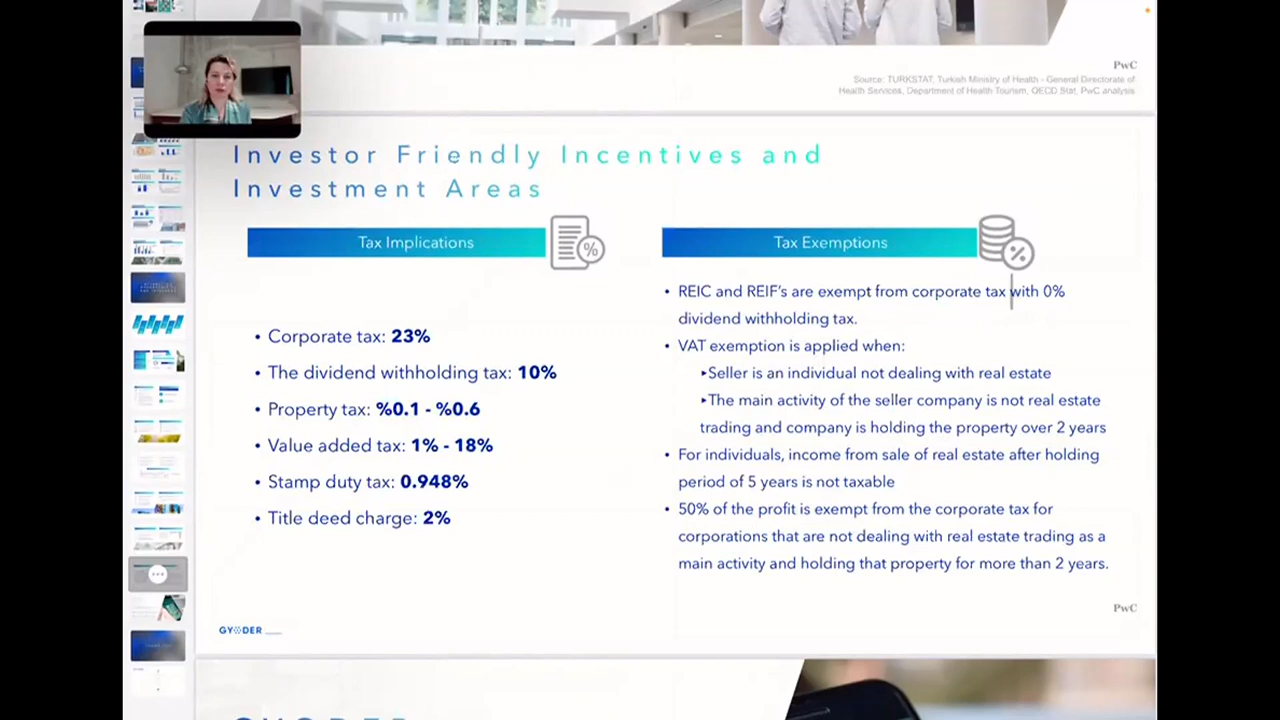 PwC
Source: TURKSTAT, Turkish Ministry of Health - General Directorate of
Health Services, Department of Health Tourism, OECD Stat, PwC analysis
Investor Friendly Incentives and
Investment Areas
Tax Implications
%
Tax Exemptions
%
• Corporate tax: 23%
• The dividend withholding tax: 10%
• Property tax: %0.1 - %0.6
• Value added tax: 1% - 18%
• Stamp duty tax: 0.948%
• Title deed charge: 2%
• REIC and REIF's are exempt from corporate tax with 0%
dividend withholding tax.
• VAT exemption is applied when:
▸Seller is an individual not dealing with real estate
▸The main activity of the seller company is not real estate
trading and company is holding the property over 2 years
• For individuals, income from sale of real estate after holding
period of 5 years is not taxable
• 50% of the profit is exempt from the corporate tax for
corporations that are not dealing with real estate trading as a
main activity and holding that property for more than 2 years.
PwC
GYODER